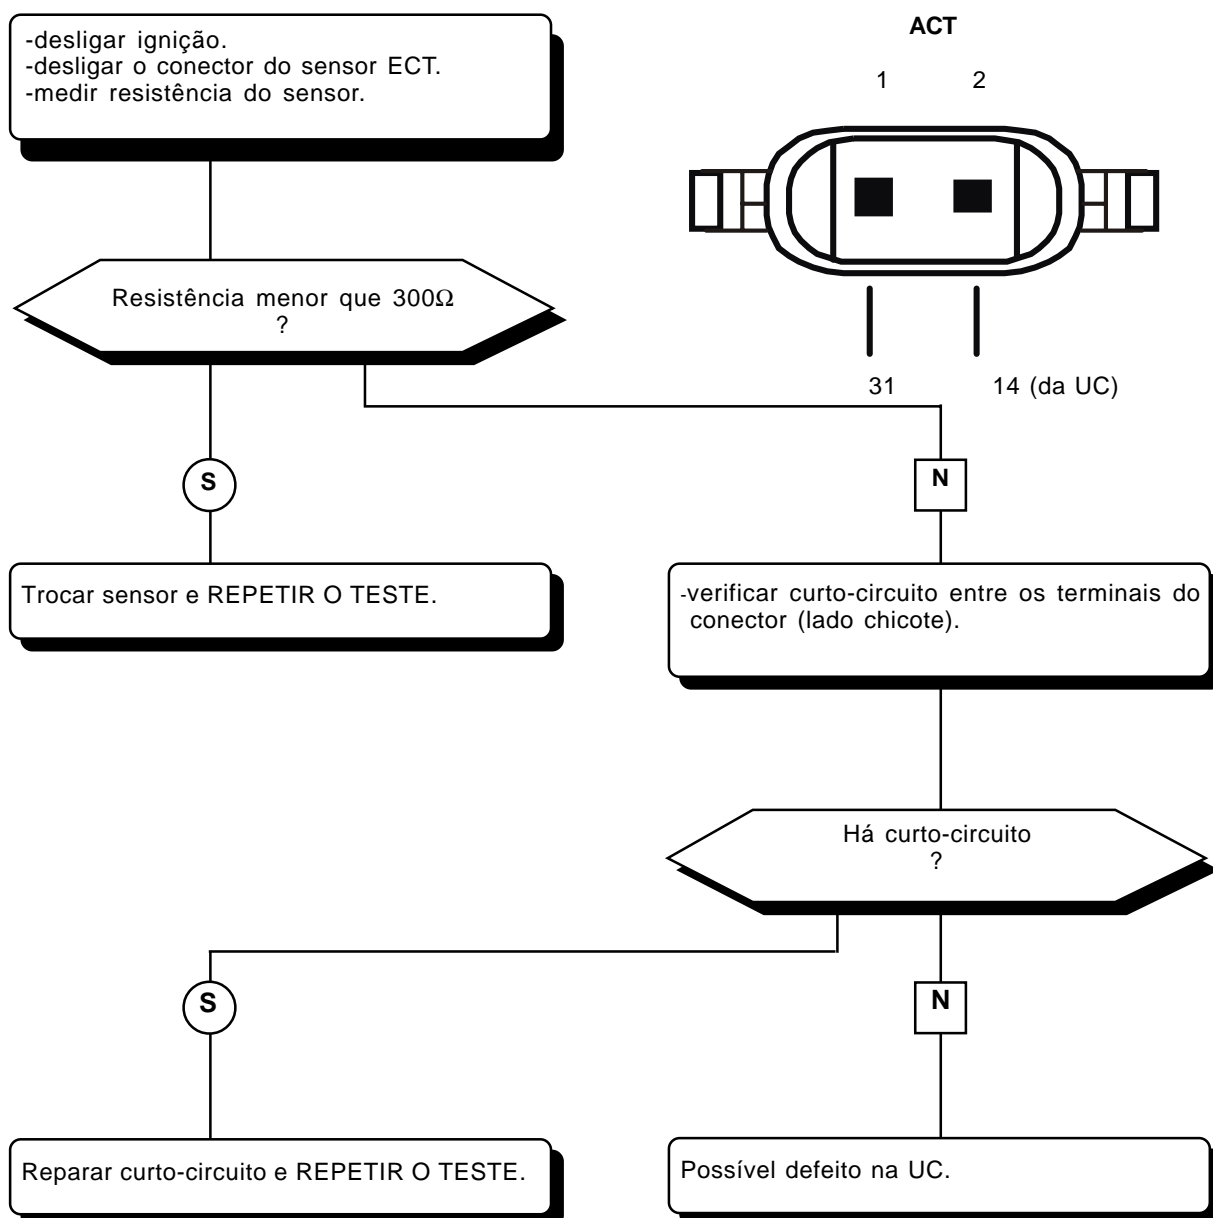 -desligar ignição.
-desligar o conector do sensor ECT.
-medir resistência do sensor.
ACT
1 2
31 14 (da UC)
Resistência menor que 300Ω
?
S
N
Trocar sensor e REPETIR O TESTE.
-verificar curto-circuito entre os terminais do
conector (lado chicote).
Há curto-circuito
?
S
N
Reparar curto-circuito e REPETIR O TESTE.
Possível defeito na UC.